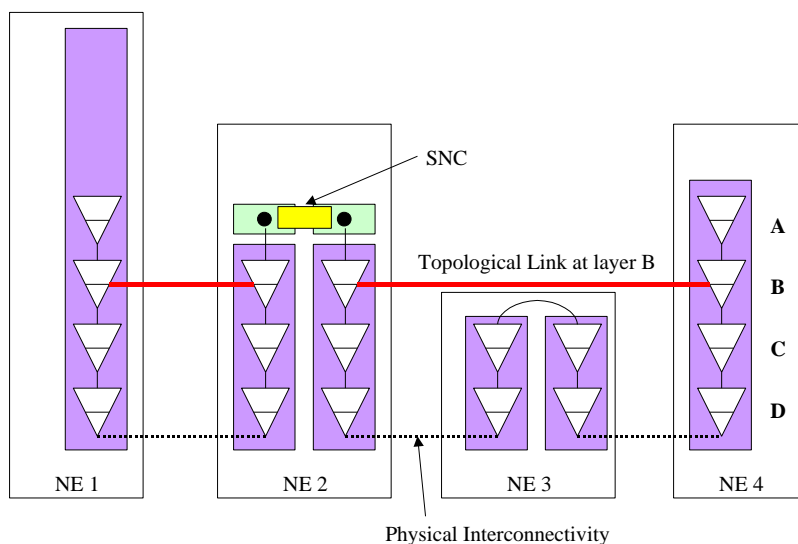 SNC
A
Topological Link at layer B
B
C
D
NE 1
NE 2
NE 3
NE 4
Physical Interconnectivity